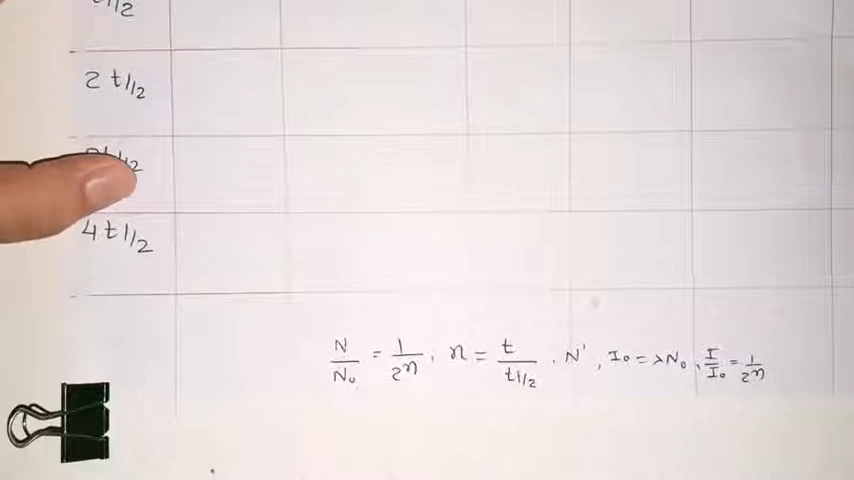 2 t1/2
4 t1/2
N/N₀ = 1/2ⁿ, n = t/t1/2 . N', I₀ = λN₀, I/I₀ = 1/2ⁿ